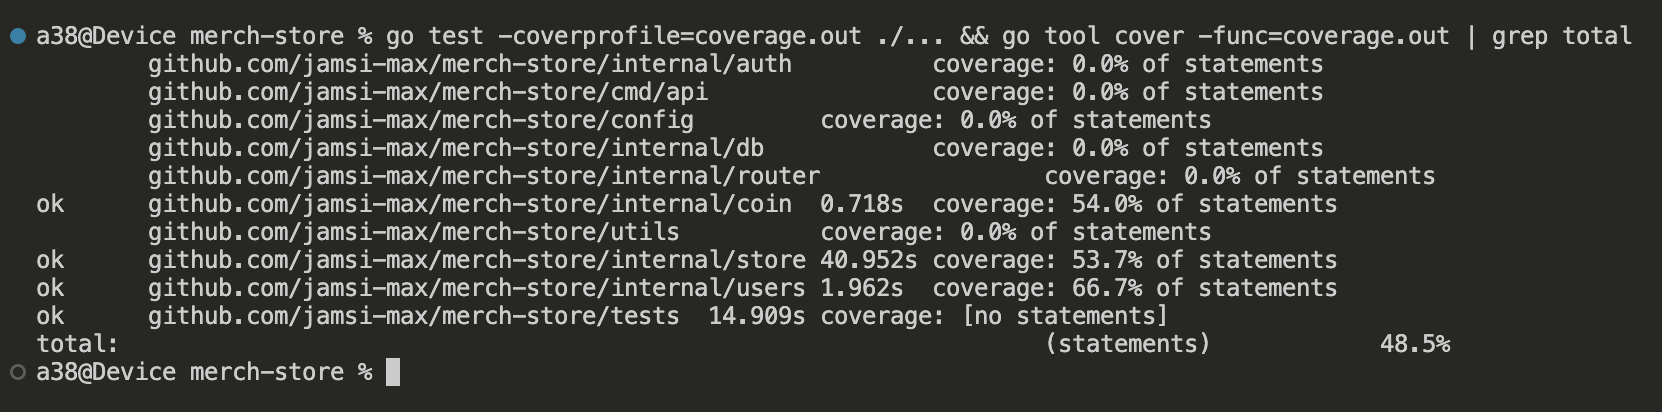 a38@Device merch-store % go test -coverprofile=coverage.out ./... && go tool cover -func=coverage.out | grep total
github.com/jamsi-max/merch-store/internal/auth coverage: 0.0% of statements
github.com/jamsi-max/merch-store/cmd/api coverage: 0.0% of statements
github.com/jamsi-max/merch-store/config coverage: 0.0% of statements
github.com/jamsi-max/merch-store/internal/db coverage: 0.0% of statements
github.com/jamsi-max/merch-store/internal/router coverage: 0.0% of statements
ok github.com/jamsi-max/merch-store/internal/coin 0.718s coverage: 54.0% of statements
github.com/jamsi-max/merch-store/utils coverage: 0.0% of statements
ok github.com/jamsi-max/merch-store/internal/store 40.952s coverage: 53.7% of statements
ok github.com/jamsi-max/merch-store/internal/users 1.962s coverage: 66.7% of statements
ok github.com/jamsi-max/merch-store/tests 14.909s coverage: [no statements]
total: (statements) 48.5%
a38@Device merch-store %